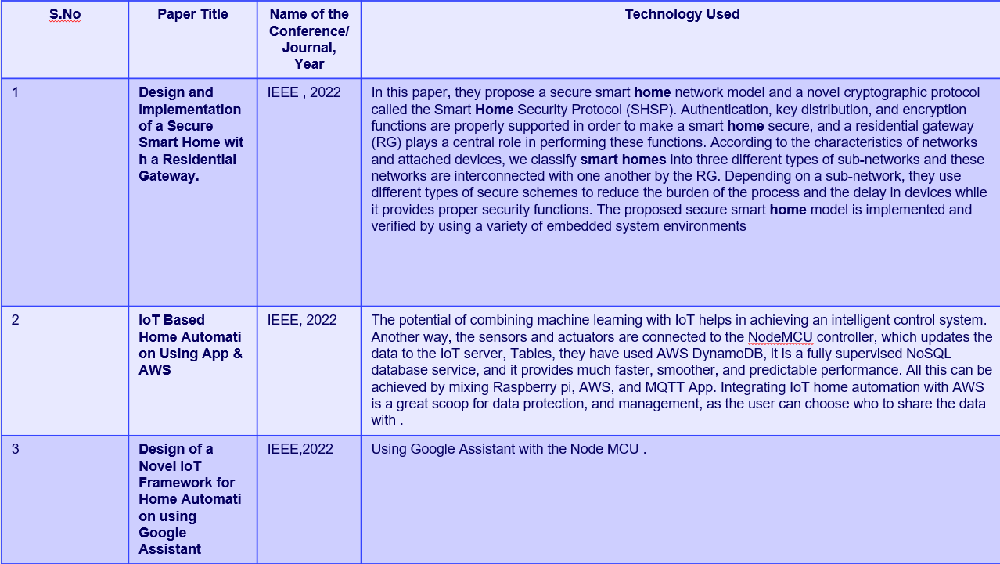 S.No
Paper Title
Name of the
Conference/
Journal,
Year
Technology Used
1
Design and
Implementation
of a Secure
Smart Home wit
h a Residential
Gateway.
IEEE , 2022
In this paper, they propose a secure smart home network model and a novel cryptographic protocol
called the Smart Home Security Protocol (SHSP). Authentication, key distribution, and encryption
functions are properly supported in order to make a smart home secure, and a residential gateway
(RG) plays a central role in performing these functions. According to the characteristics of networks
and attached devices, we classify smart homes into three different types of sub-networks and these
networks are interconnected with one another by the RG. Depending on a sub-network, they use
different types of secure schemes to reduce the burden of the process and the delay in devices while
it provides proper security functions. The proposed secure smart home model is implemented and
verified by using a variety of embedded system environments
2
IoT Based
Home Automati
on Using App &
AWS
IEEE, 2022
The potential of combining machine learning with IoT helps in achieving an intelligent control system.
Another way, the sensors and actuators are connected to the NodeMCU controller, which updates the
data to the IoT server, Tables, they have used AWS DynamoDB, it is a fully supervised NoSQL
database service, and it provides much faster, smoother, and predictable performance. All this can be
achieved by mixing Raspberry pi, AWS, and MQTT App. Integrating IoT home automation with AWS
is a great scoop for data protection, and management, as the user can choose who to share the data
with .
3
Design of a
Novel IoT
Framework for
Home Automati
on using
Google
Assistant
IEEE,2022
Using Google Assistant with the Node MCU .